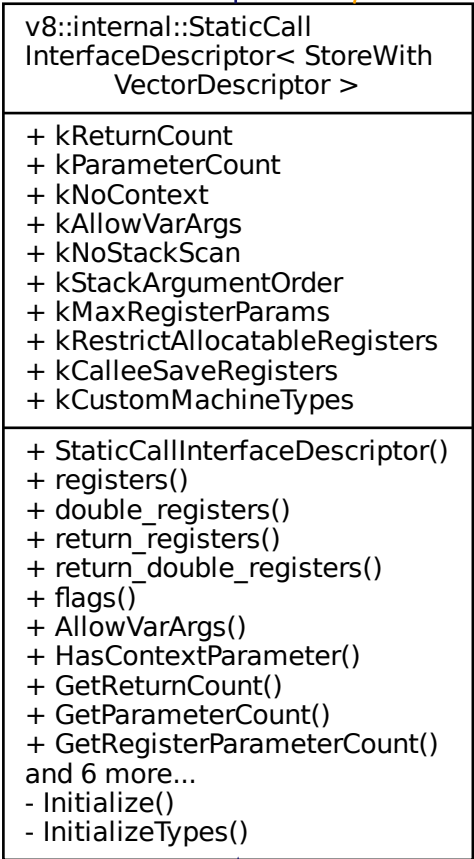 v8::internal::StaticCall
InterfaceDescriptor< StoreWith
VectorDescriptor >
+ kReturnCount
+ kParameterCount
+ kNoContext
+ kAllowVarArgs
+ kNoStackScan
+ kStackArgumentOrder
+ kMaxRegisterParams
+ kRestrictAllocatableRegisters
+ kCalleeSaveRegisters
+ kCustomMachineTypes
+ StaticCallInterfaceDescriptor()
+ registers()
+ double_registers()
+ return_registers()
+ return_double_registers()
+ flags()
+ AllowVarArgs()
+ HasContextParameter()
+ GetReturnCount()
+ GetParameterCount()
+ GetRegisterParameterCount()
and 6 more...
- Initialize()
- InitializeTypes()